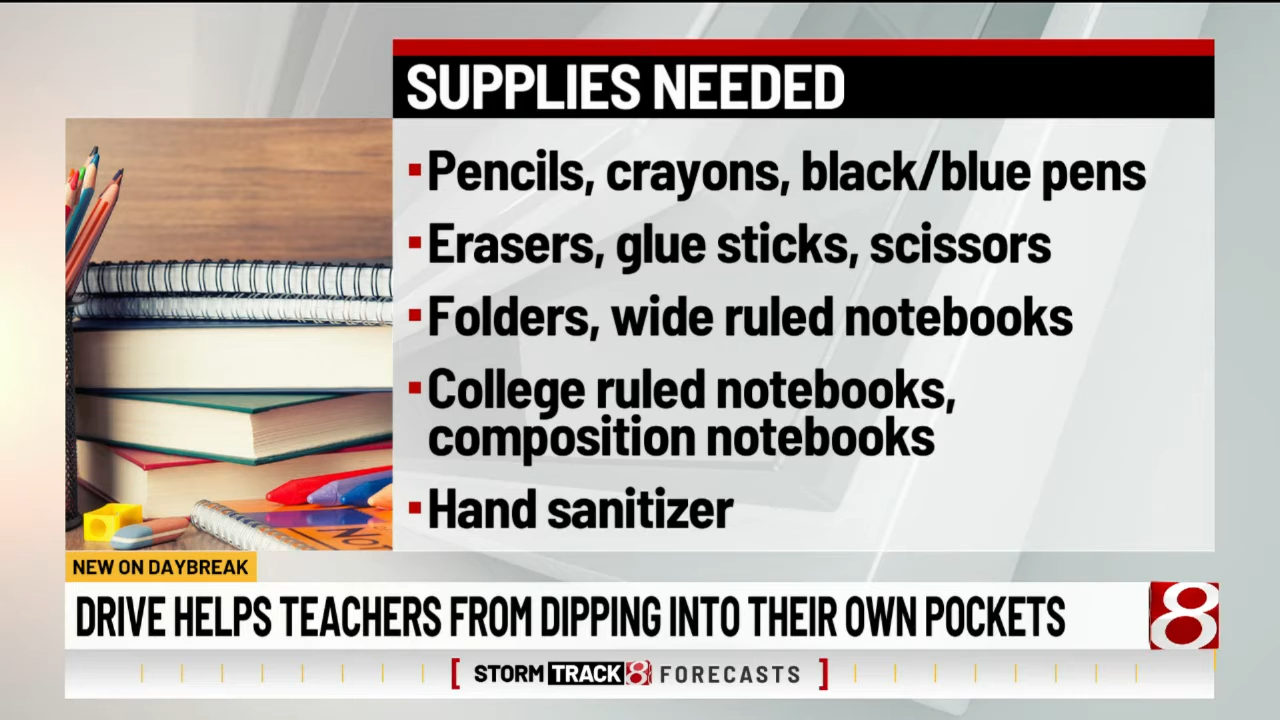 SUPPLIES NEEDED
Pencils, crayons, black/blue pens
Erasers, glue sticks, scissors
Folders, wide ruled notebooks
College ruled notebooks,
composition notebooks
Hand sanitizer
NEW ON DAYBREAK
DRIVE HELPS TEACHERS FROM DIPPING INTO THEIR OWN POCKETS
8
[ STORM TRACK 8 FORECASTS ]